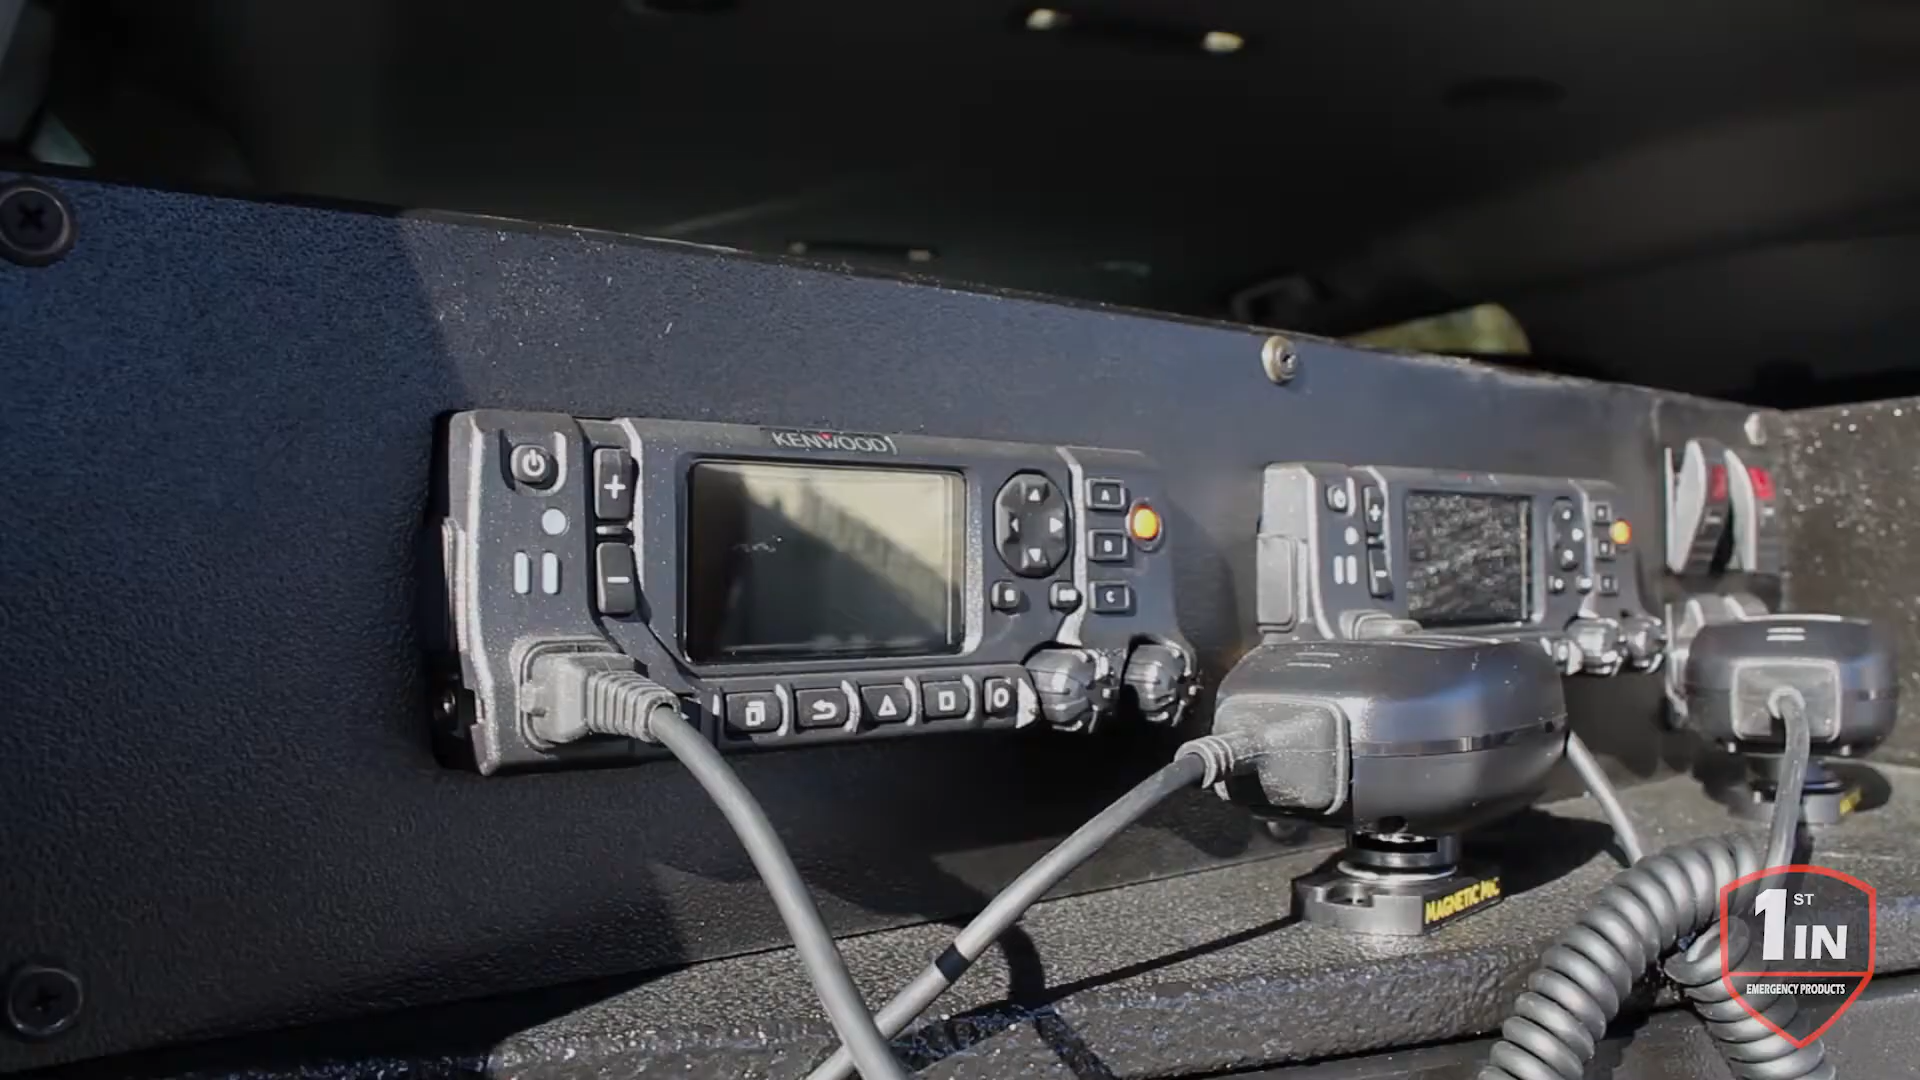 KENWOOD
A
B
C
MAGNETIC MIC
1ST
IN
EMERGENCY PRODUCTS